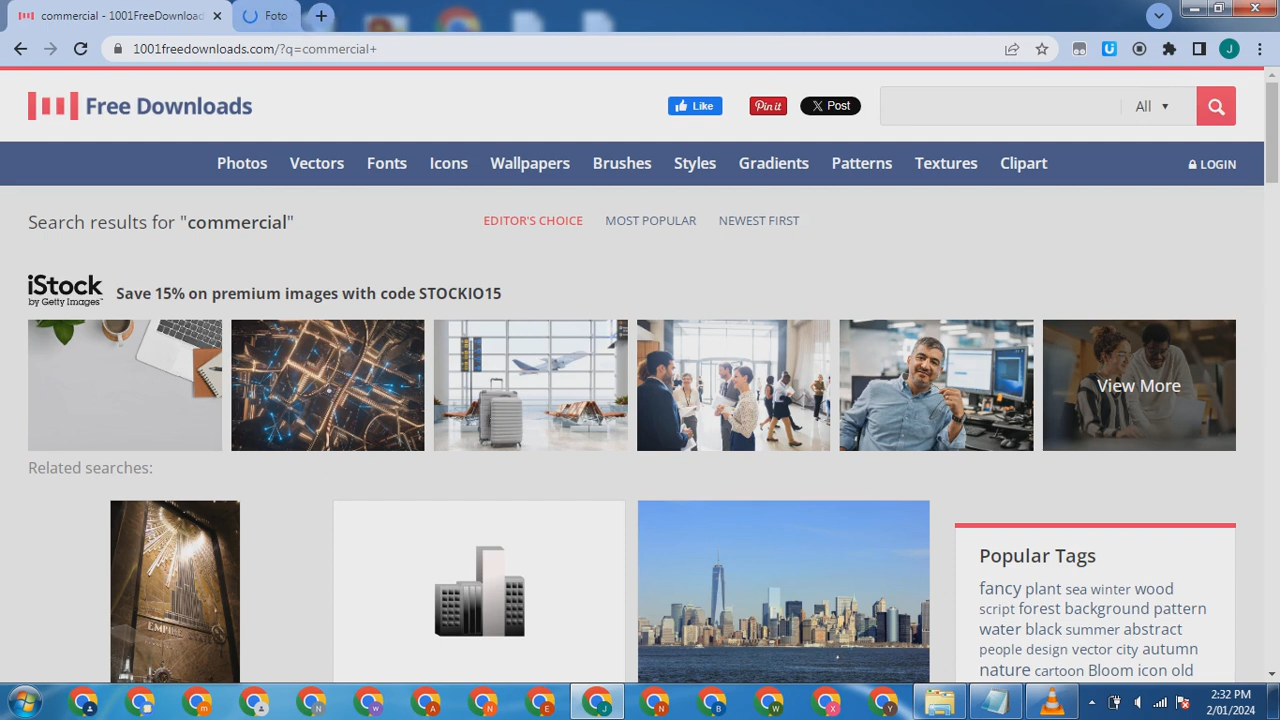 commercial - 1001FreeDownload
Foto
1001freedownloads.com/?q=commercial+
J
Free Downloads
Like
Pin it
X Post
All
Photos
Vectors
Fonts
Icons
Wallpapers
Brushes
Styles
Gradients
Patterns
Textures
Clipart
LOGIN
Search results for "commercial"
EDITOR'S CHOICE
MOST POPULAR
NEWEST FIRST
iStock
by Getty Images
Save 15% on premium images with code STOCKIO15
View More
Related searches:
EMPIRE
Popular Tags
fancy plant sea winter wood
script forest background pattern
water black summer abstract
people design vector city autumn
nature cartoon Bloom icon old
2:32 PM
2/01/2024